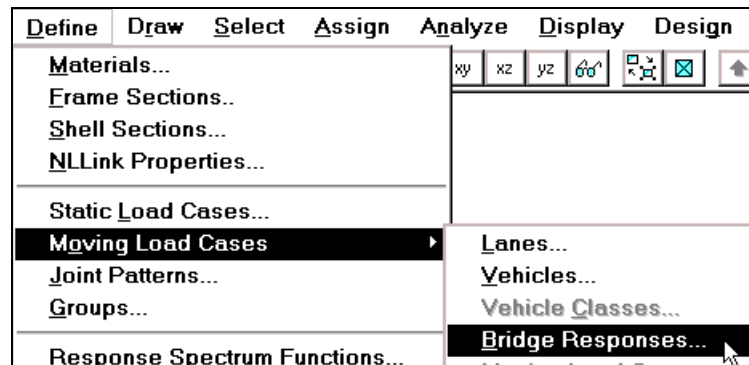 Define Draw Select Assign Analyze Display Design
Materials...
xy xz yz
Frame Sections..
Shell Sections...
NLLink Properties...
Static Load Cases...
Moving Load Cases
Lanes...
Joint Patterns...
Vehicles...
Groups...
Vehicle Classes...
Bridge Responses...
Response Spectrum Functions...